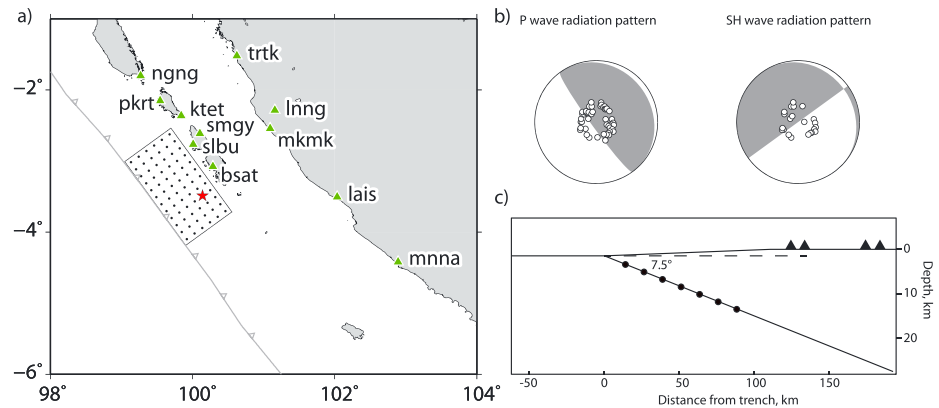 a)
−2°
−4°
−6°
98
100°
102°
104°
trtk
ngng
pkrt
ktet
lnng
smgy
mkmk
slbu
bsat
lais
mnna
b)
P wave radiation pattern
SH wave radiation pattern
c)
7.5°
0
10
20
Depth, km
-50
0
50
100
150
Distance from trench, km